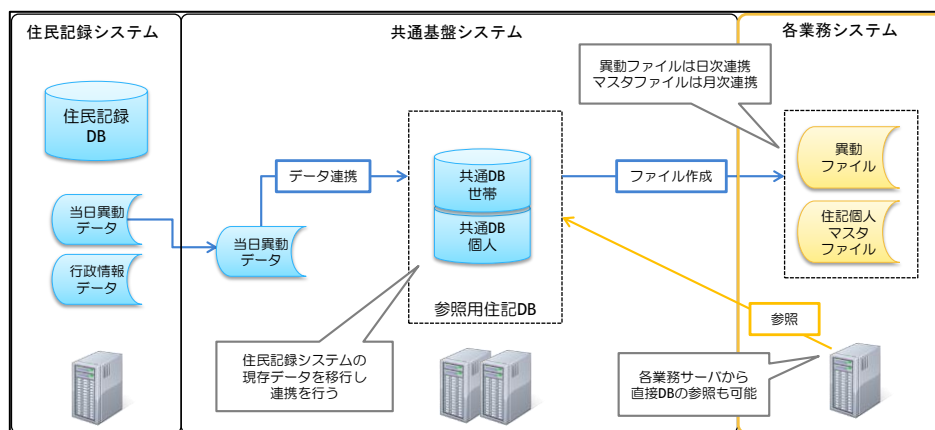 住民記録システム
住民記録
DB
当日異動
データ
行政情報
データ
共通基盤システム
データ連携
当日異動
データ
共通DB
世帯
共通DB
個人
参照用住記DB
住民記録システムの
現存データを移行し
連携を行う
ファイル作成
各業務システム
異動ファイルは日次連携
マスタファイルは月次連携
異動
ファイル
住記個人
マスタ
ファイル
参照
各業務サーバから
直接DBの参照も可能